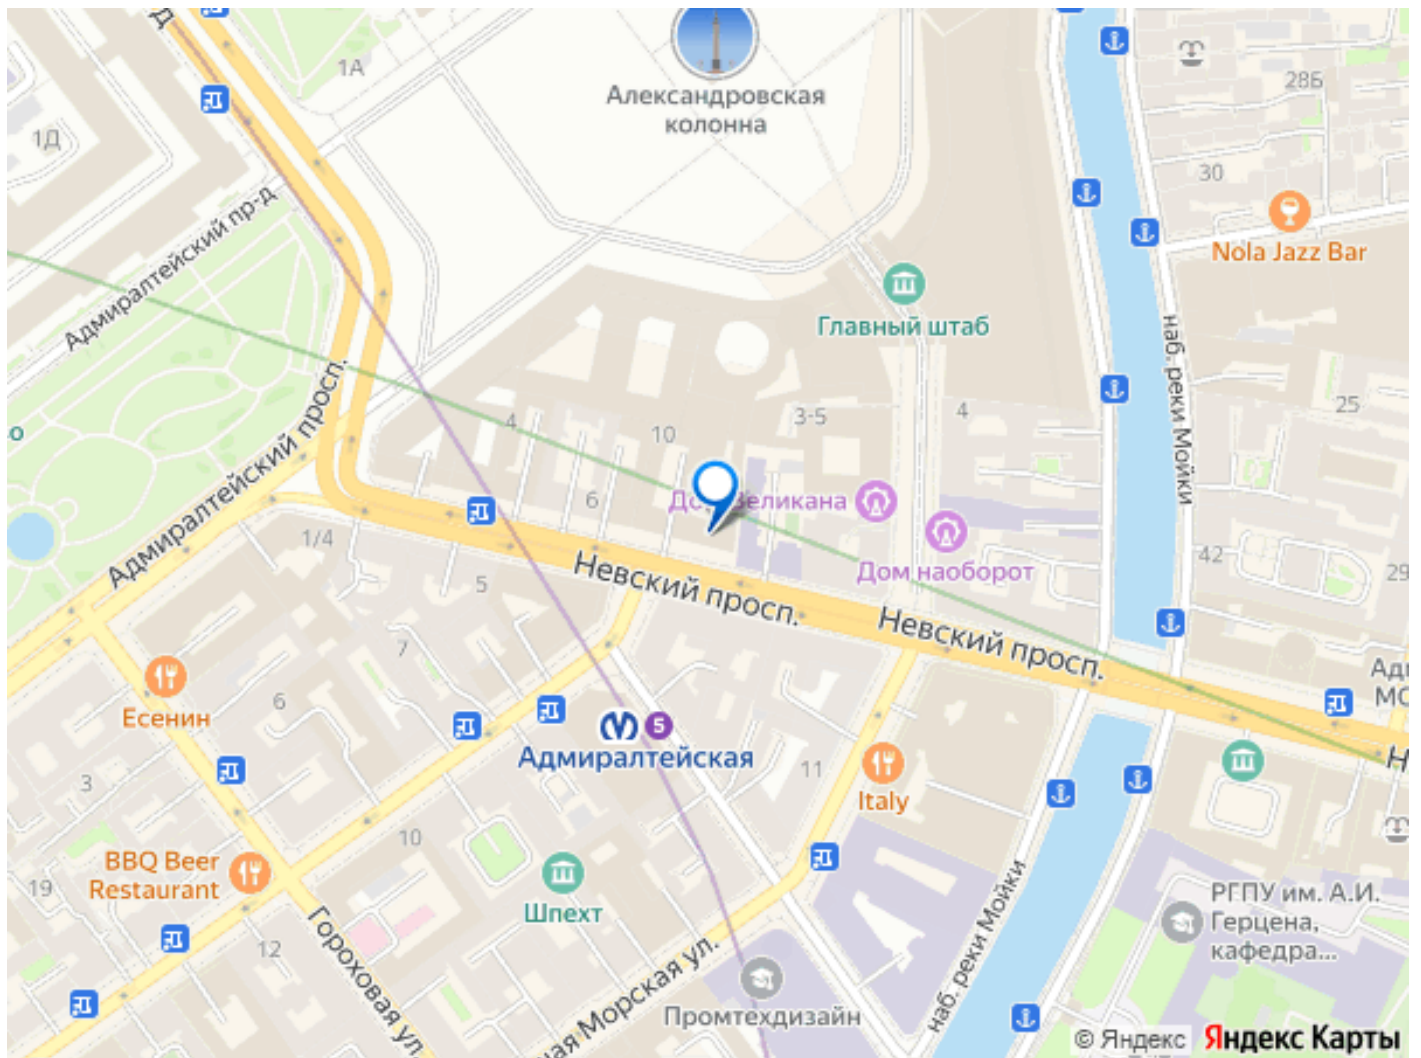 1А
Александровская
колонна
1Д
28Б
30
Nola Jazz Bar
Адмиралтейский пр-д
Главный штаб
наб. реки Мойки
Адмиралтейский просп.
4
10
3-5
4
25
6
Великана
Дом наоборот
42
29
1/4
5
Невский просп.
Невский просп.
7
6
Есенин
5
Адмиралтейская
11
Italy
3
10
BBQ Beer
Restaurant
19
Шпехт
12
Гороховая ул.
Морская ул.
наб. реки Мойки
РГПУ им. А.И.
Герцена,
кафедра...
Промтехдизайн
© Яндекс Яндекс Карты